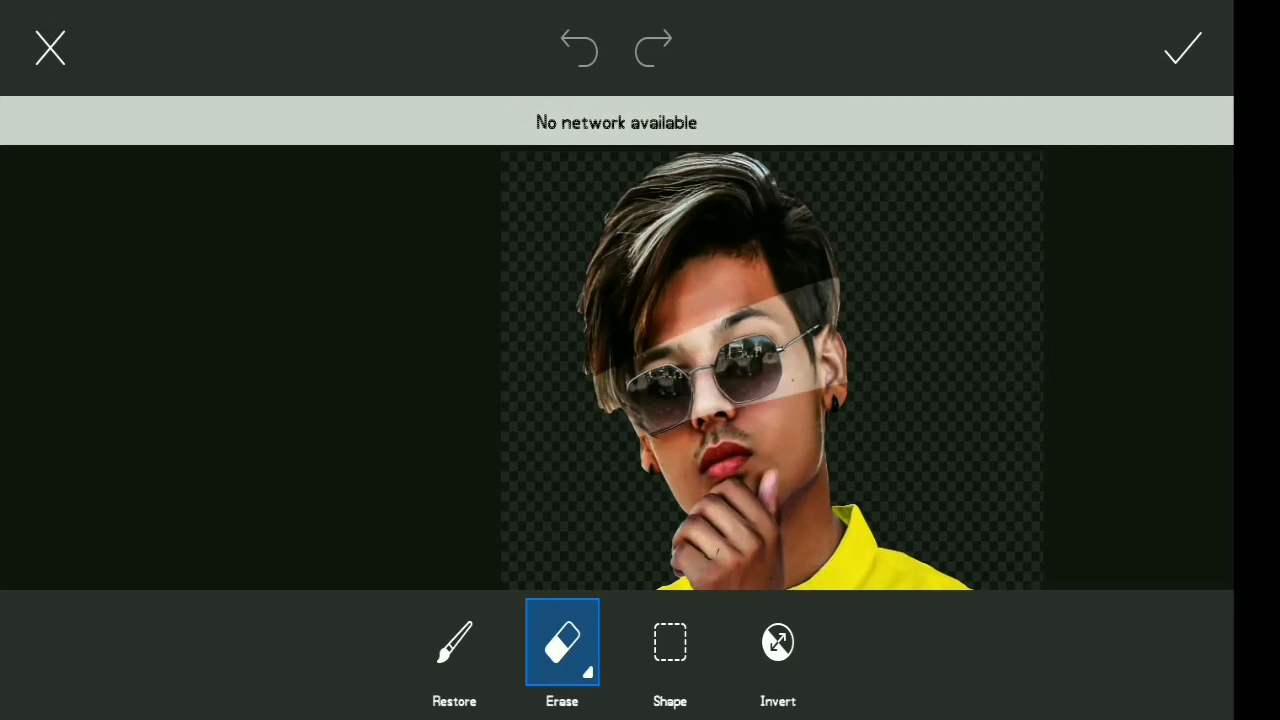 No network available
Restore
Erase
Shape
Invert